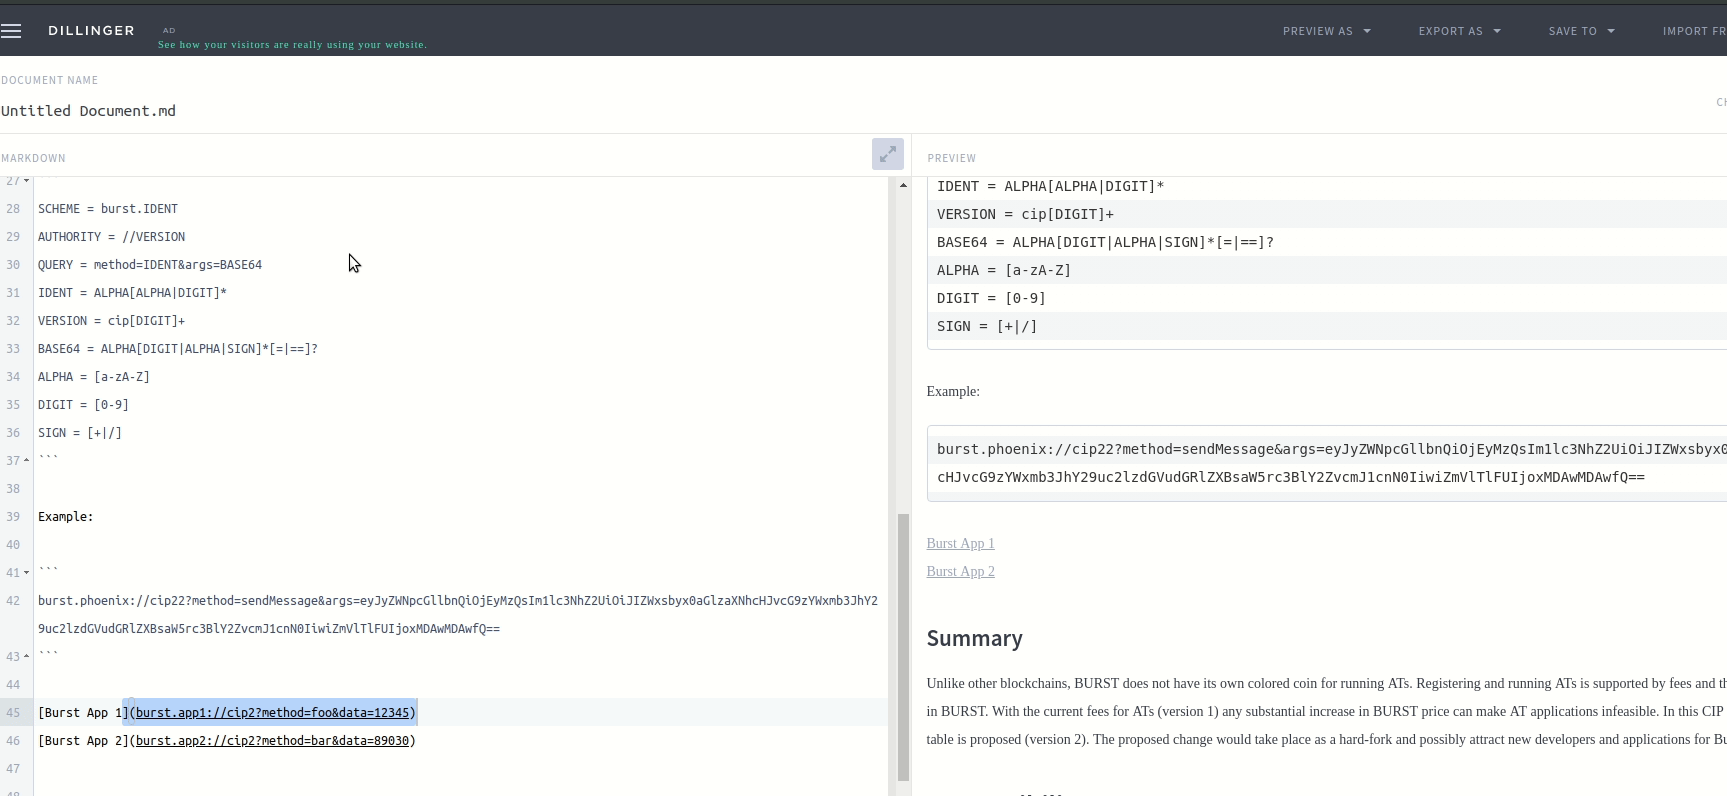 DILLINGER
AD
See how your visitors are really using your website.
PREVIEW AS
EXPORT AS
SAVE TO
IMPORT FR
DOCUMENT NAME
Untitled Document.md
CH
MARKDOWN
27 ```
28 SCHEME = burst.IDENT
29 AUTHORITY = //VERSION
30 QUERY = method=IDENT&args=BASE64
31 IDENT = ALPHA[ALPHA|DIGIT]*
32 VERSION = cip[DIGIT]+
33 BASE64 = ALPHA[DIGIT|ALPHA|SIGN]*[=|==]?
34 ALPHA = [a-zA-Z]
35 DIGIT = [0-9]
36 SIGN = [+|/]
37 ```
38
39 Example:
40
41 ```
42 burst.phoenix://cip22?method=sendMessage&args=eyJyZWNpcGllbnQiOjEyMzQsIm1lc3NhZ2UiOiJIZWxsbyx0aGlzaXNhcHJvcG9zYWxmb3JhY2
9uc2lzdGVudGRlZXBsaW5rc3BlY2ZvcmJ1cnN0IiwiZmVlTlFUIjoxMDAwMDAwfQ==
43 ```
44
45 [Burst App 1](burst.app1://cip2?method=foo&data=12345)
46 [Burst App 2](burst.app2://cip2?method=bar&data=89030)
47
48
PREVIEW
IDENT = ALPHA[ALPHA|DIGIT]*
VERSION = cip[DIGIT]+
BASE64 = ALPHA[DIGIT|ALPHA|SIGN]*[=|==]?
ALPHA = [a-zA-Z]
DIGIT = [0-9]
SIGN = [+|/]
Example:
burst.phoenix://cip22?method=sendMessage&args=eyJyZWNpcGllbnQiOjEyMzQsIm1lc3NhZ2UiOiJIZWxsbyx0
cHJvcG9zYWxmb3JhY29uc2lzdGVudGRlZXBsaW5rc3BlY2ZvcmJ1cnN0IiwiZmVlTlFUIjoxMDAwMDAwfQ==
Burst App 1
Burst App 2
Summary
Unlike other blockchains, BURST does not have its own colored coin for running ATs. Registering and running ATs is supported by fees and th
in BURST. With the current fees for ATs (version 1) any substantial increase in BURST price can make AT applications infeasible. In this CIP
table is proposed (version 2). The proposed change would take place as a hard-fork and possibly attract new developers and applications for Bu